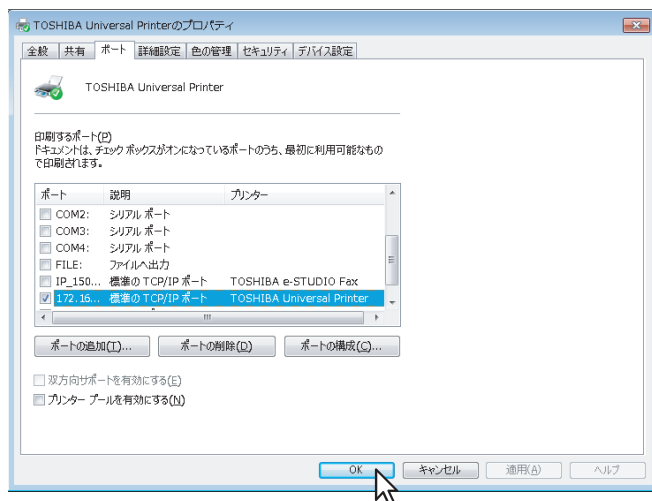 TOSHIBA Universal Printerのプロパティ
全般 共有 ポート 詳細設定 色の管理 セキュリティ デバイス設定
TOSHIBA Universal Printer
印刷するポート(P)
ドキュメントは、チェック ボックスがオンになっているポートのうち、最初に利用可能なもの
で印刷されます。
ポート 説明 プリンター
COM2: シリアル ポート
COM3: シリアル ポート
COM4: シリアル ポート
FILE: ファイルへ出力
IP_150... 標準の TCP/IP ポート TOSHIBA e-STUDIO Fax
172.16... 標準の TCP/IP ポート TOSHIBA Universal Printer
ポートの追加(T)... ポートの削除(D) ポートの構成(C)...
双方向サポートを有効にする(E)
プリンター プールを有効にする(N)
OK キャンセル 適用(A) ヘルプ